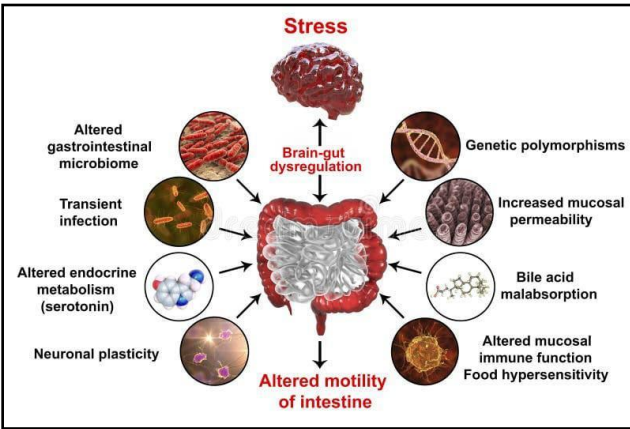 Stress
Altered
gastrointestinal
microbiome
Brain-gut
dysregulation
Genetic polymorphisms
Transient
infection
Increased mucosal
permeability
Altered endocrine
metabolism
(serotonin)
Bile acid
malabsorption
Neuronal plasticity
Altered mucosal
immune function
Food hypersensitivity
Altered motility
of intestine